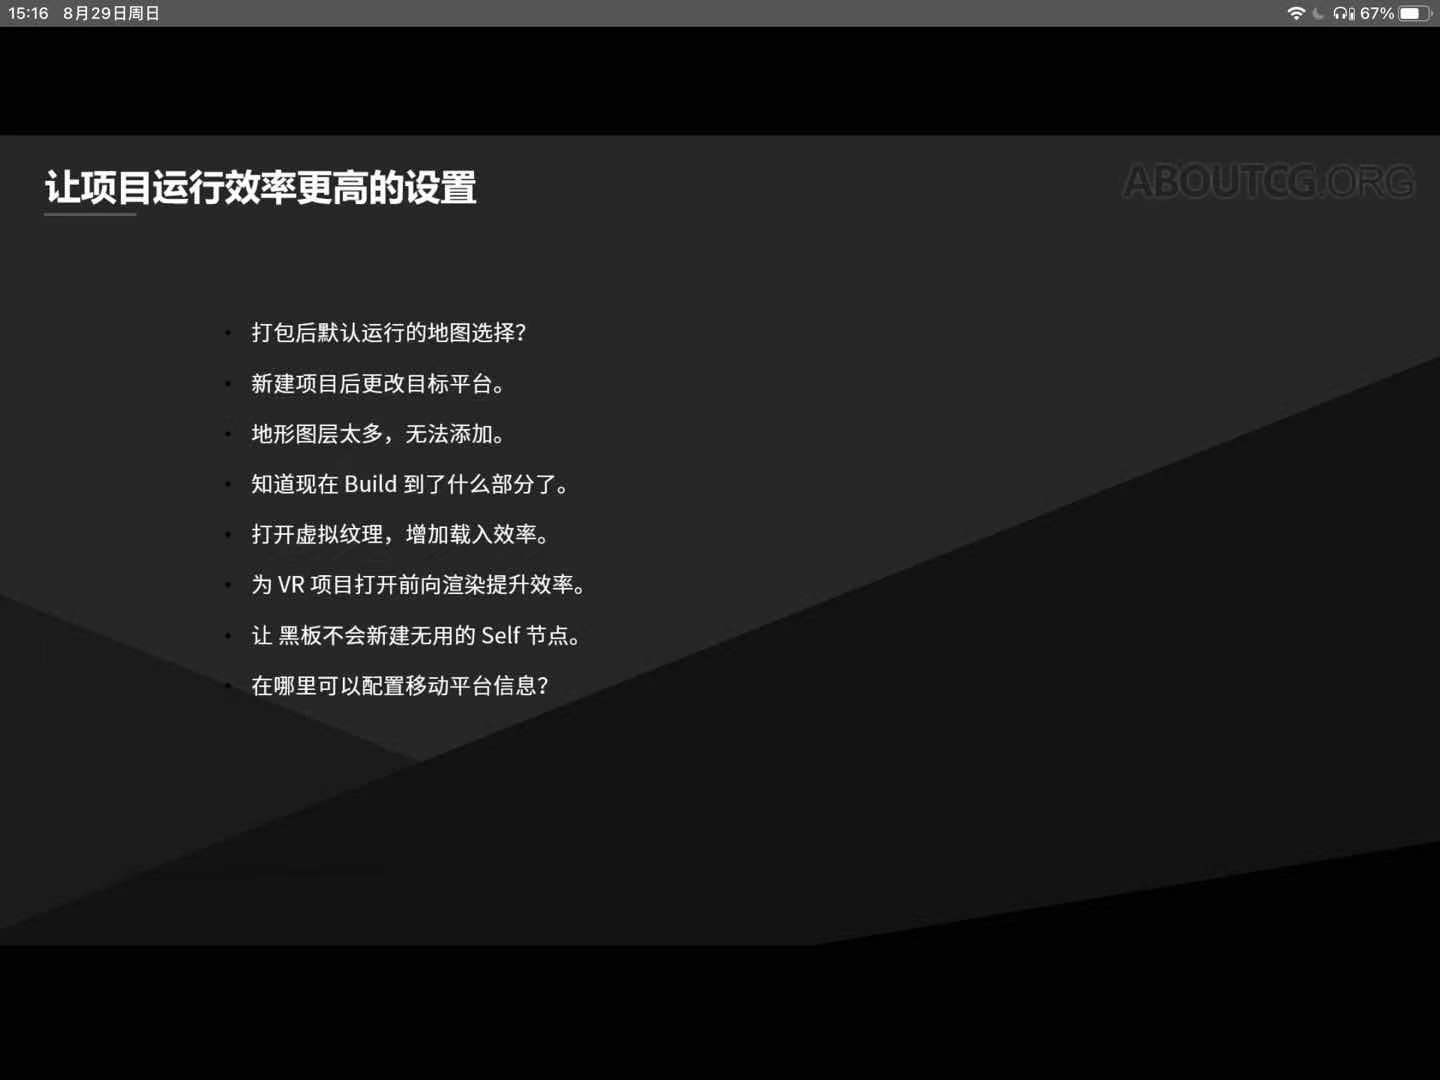 15:16 8月29日周日
67%
让项目运行效率更高的设置
ABOUTCG.ORG
• 打包后默认运行的地图选择？
• 新建项目后更改目标平台。
• 地形图层太多，无法添加。
• 知道现在 Build 到了什么部分了。
• 打开虚拟纹理，增加载入效率。
• 为 VR 项目打开前向渲染提升效率。
• 让 黑板不会新建无用的 Self 节点。
• 在哪里可以配置移动平台信息？